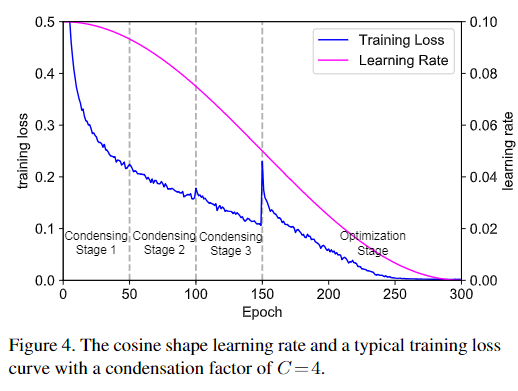 0.5
0.4
0.3
0.2
0.1
0.0
training loss
0.10
0.08
0.06
0.04
0.02
0.00
learning rate
Training Loss
Learning Rate
Condensing
Stage 1
Condensing
Stage 2
Condensing
Stage 3
Optimization
Stage
0 50 100 150 200 250 300
Epoch
Figure 4. The cosine shape learning rate and a typical training loss
curve with a condensation factor of C=4.